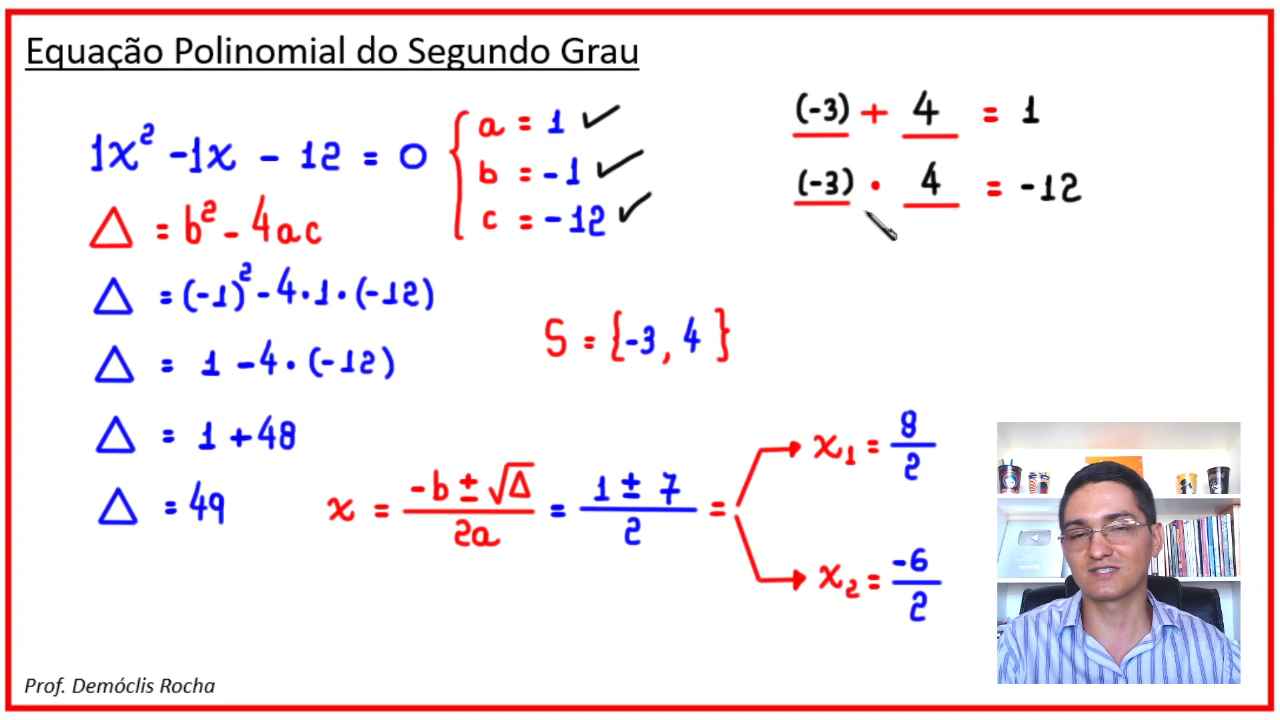 Equação Polinomial do Segundo Grau
1x² -1x - 12 = 0
a = 1 ✓
b = -1 ✓
c = -12 ✓
(-3) + 4 = 1
(-3) · 4 = -12
Δ = b² - 4ac
Δ = (-1)² - 4·1·(-12)
Δ = 1 - 4·(-12)
Δ = 1 + 48
Δ = 49
S = {-3, 4}
x = (-b ± √Δ)/2a = (1 ± 7)/2 =
x₁ = 8/2
x₂ = -6/2
Prof. Demóclis Rocha